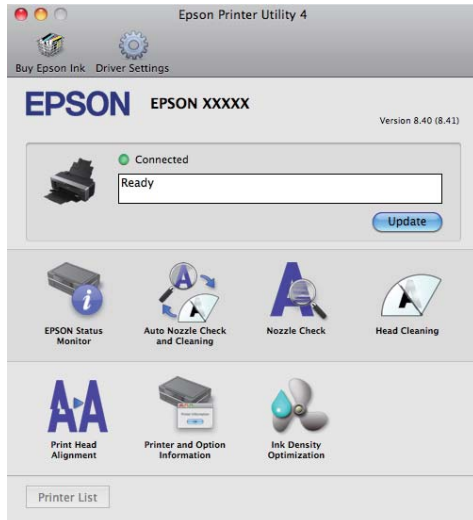 Epson Printer Utility 4
Buy Epson Ink Driver Settings
EPSON EPSON XXXXX
Version 8.40 (8.41)
Connected
Ready
Update
EPSON Status
Monitor
Auto Nozzle Check
and Cleaning
Nozzle Check
Head Cleaning
Print Head
Alignment
Printer and Option
Information
Ink Density
Optimization
Printer List